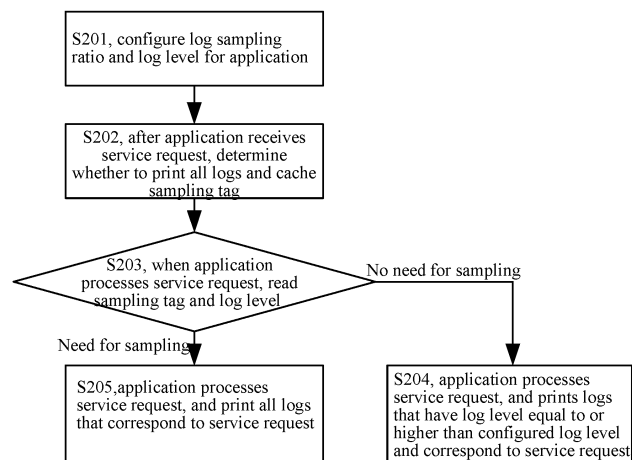 S201, configure log sampling
ratio and log level for application
S202, after application receives
service request, determine
whether to print all logs and cache
sampling tag
S203, when application
processes service request, read
sampling tag and log level
No need for sampling
Need for sampling
S205,application processes
service request, and print all logs
that correspond to service request
S204, application processes
service request, and prints logs
that have log level equal to or
higher than configured log level
and correspond to service request